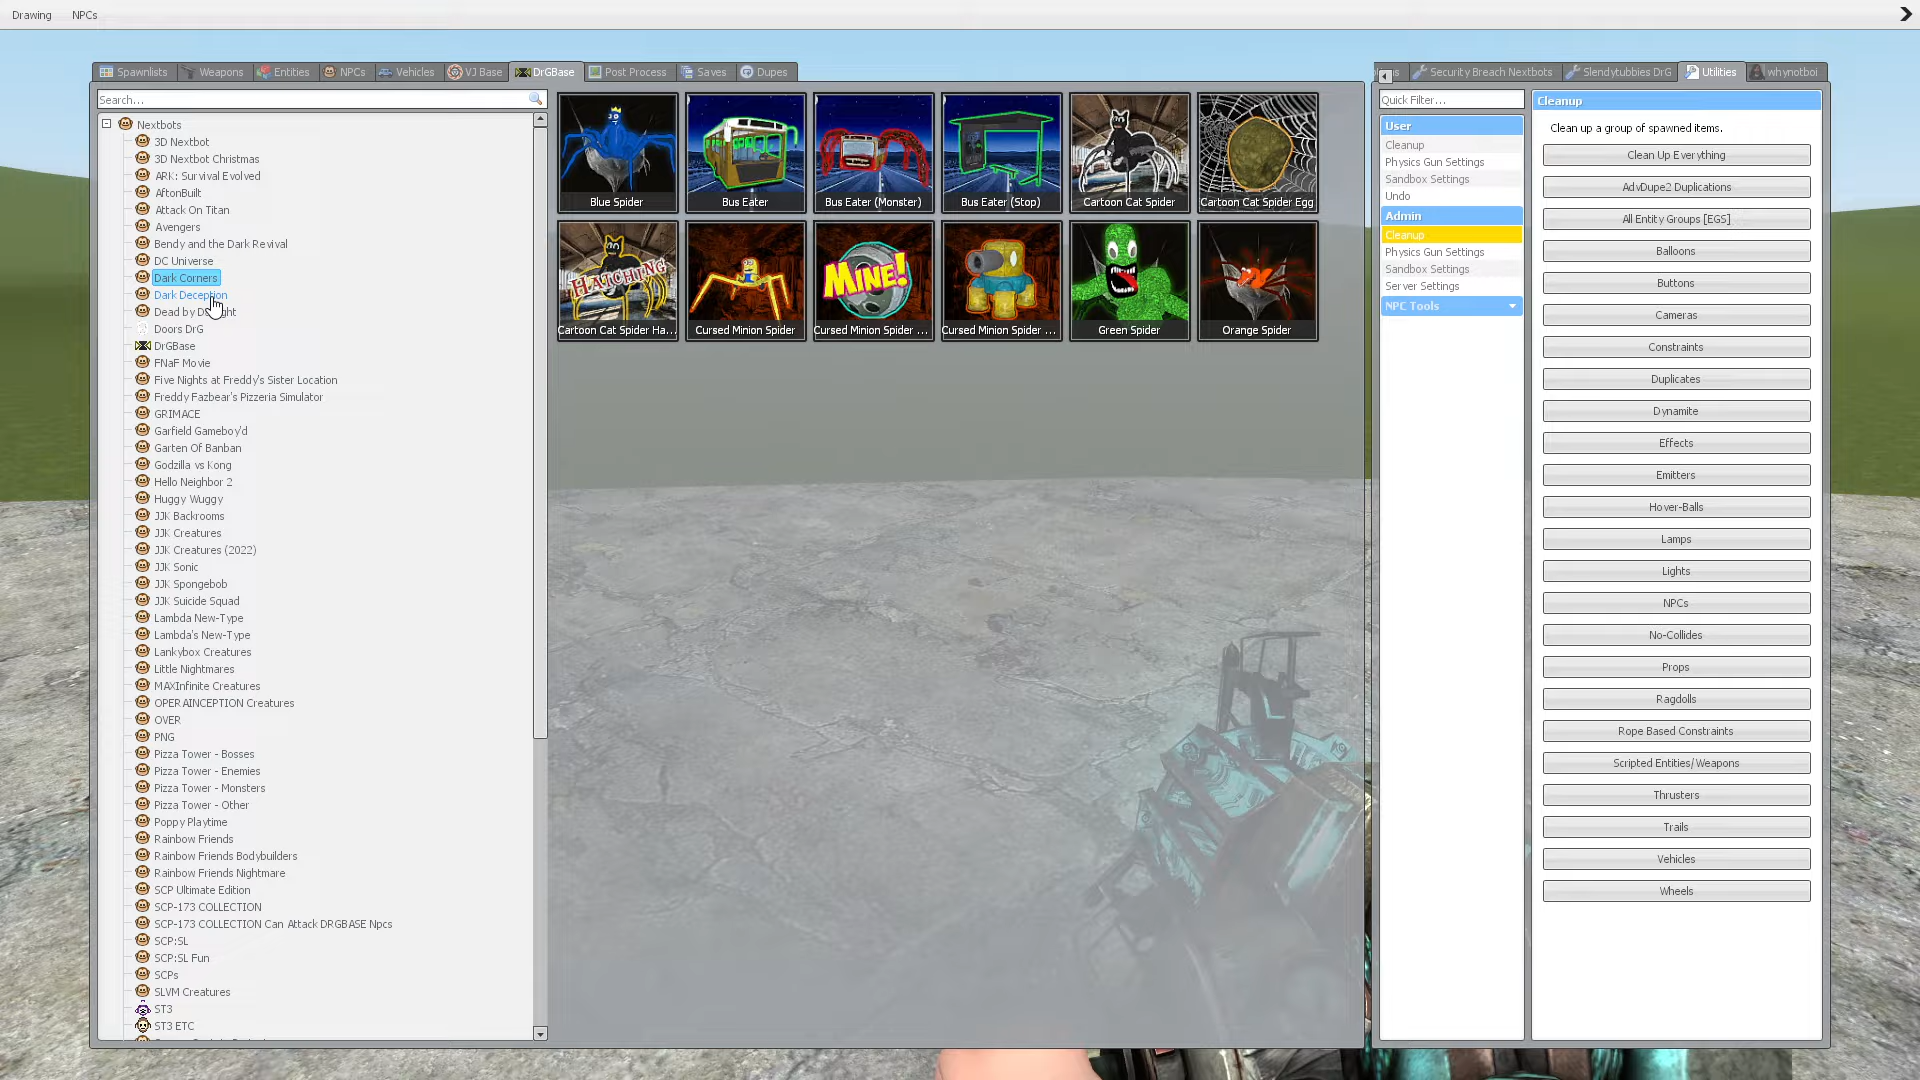 Drawing NPCs
Spawnlists Weapons Entities NPCs Vehicles VJ Base DrGBase Post Process Saves Dupes
Search...
Nextbots
3D Nextbot
3D Nextbot Christmas
ARK: Survival Evolved
AftonBuilt
Attack On Titan
Avengers
Bendy and the Dark Revival
DC Universe
Dark Corners
Dark Deception
Doors DrG
DrGBase
FNaF Movie
Five Nights at Freddy's Sister Location
Freddy Fazbear's Pizzeria Simulator
GRIMACE
Garfield Gameboy'd
Garten Of Banban
Godzilla vs Kong
Hello Neighbor 2
Huggy Wuggy
JJK Backrooms
JJK Creatures
JJK Creatures (2022)
JJK Sonic
JJK Spongebob
JJK Suicide Squad
Lambda New-Type
Lambda's New-Type
Lankybox Creatures
Little Nightmares
MAXInfinite Creatures
OPERAINCEPTION Creatures
OVER
PNG
Pizza Tower - Bosses
Pizza Tower - Enemies
Pizza Tower - Monsters
Pizza Tower - Other
Poppy Playtime
Rainbow Friends
Rainbow Friends Bodybuilders
Rainbow Friends Nightmare
SCP Ultimate Edition
SCP-173 COLLECTION
SCP-173 COLLECTION Can Attack DRGBASE Npcs
SCP:SL
SCP:SL Fun
SCPs
SLVM Creatures
ST3
ST3 ETC
Blue Spider
Bus Eater
Bus Eater (Monster)
Bus Eater (Stop)
Cartoon Cat Spider
Cartoon Cat Spider Egg
HATCHING
Cartoon Cat Spider Ha...
Cursed Minion Spider
MINE!
Cursed Minion Spider ...
Cursed Minion Spider ...
Green Spider
Orange Spider
Security Breach Nextbots Slendytubbies DrG Utilities whynotboi
Quick Filter...
User
Cleanup
Physics Gun Settings
Sandbox Settings
Undo
Admin
Cleanup
Physics Gun Settings
Sandbox Settings
Server Settings
NPC Tools
Cleanup
Clean up a group of spawned items.
Clean Up Everything
AdvDupe2 Duplications
All Entity Groups [EGS]
Balloons
Buttons
Cameras
Constraints
Duplicates
Dynamite
Effects
Emitters
Hover-Balls
Lamps
Lights
NPCs
No-Collides
Props
Ragdolls
Rope Based Constraints
Scripted Entities/Weapons
Thrusters
Trails
Vehicles
Wheels